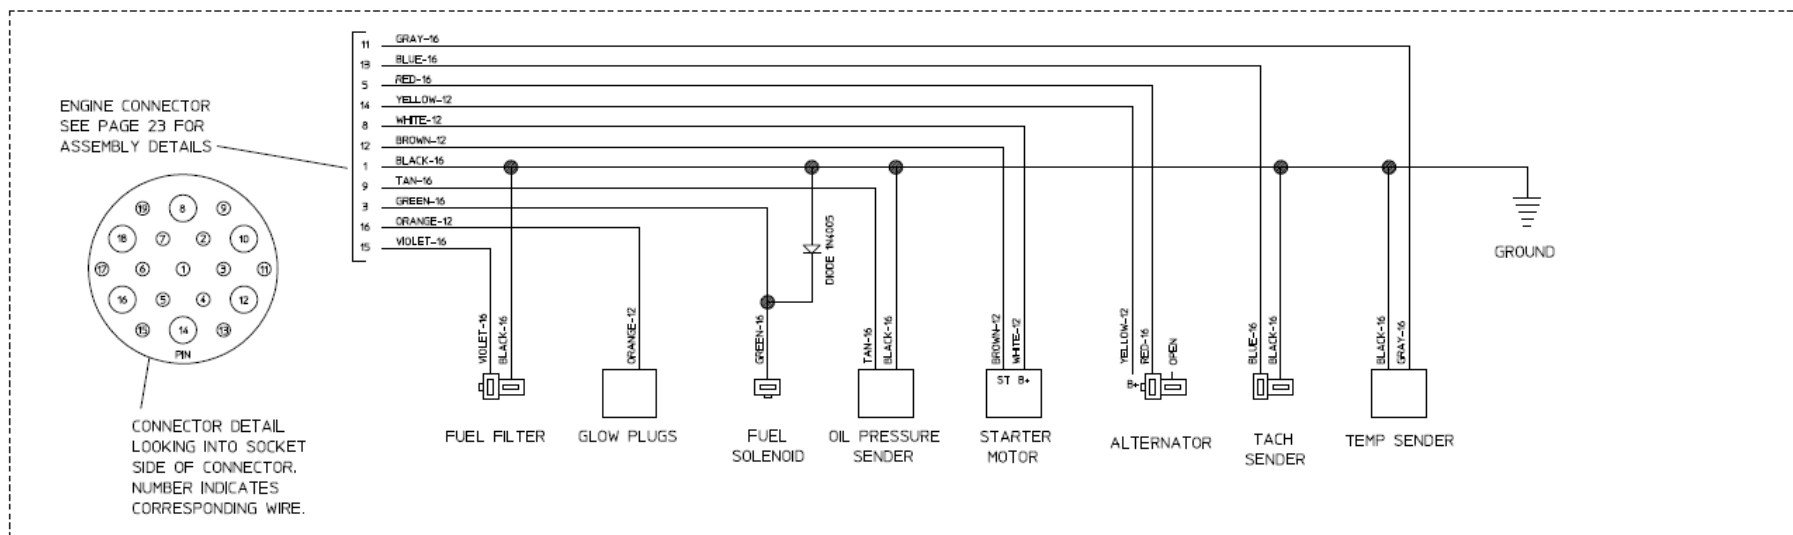 ENGINE CONNECTOR
SEE PAGE 23 FOR
ASSEMBLY DETAILS
11 GRAY-16
13 BLUE-16
5 RED-16
14 YELLOW-12
8 WHITE-12
12 BROWN-12
1 BLACK-16
9 TAN-16
3 GREEN-16
16 ORANGE-12
15 VIOLET-16
19 8 9
18 7 2 10
17 6 1 3 11
16 5 4 12
15 14 13
PIN
CONNECTOR DETAIL
LOOKING INTO SOCKET
SIDE OF CONNECTOR.
NUMBER INDICATES
CORRESPONDING WIRE.
VIOLET-16
BLACK-16
FUEL FILTER
ORANGE-12
GLOW PLUGS
GREEN-16
FUEL
SOLENOID
DIODE 1N4005
TAN-16
BLACK-16
OIL PRESSURE
SENDER
BROWN-12
WHITE-12
ST B+
STARTER
MOTOR
YELLOW-12
RED-16
OPEN
B+
ALTERNATOR
BLUE-16
BLACK-16
TACH
SENDER
BLACK-16
GRAY-16
TEMP SENDER
GROUND